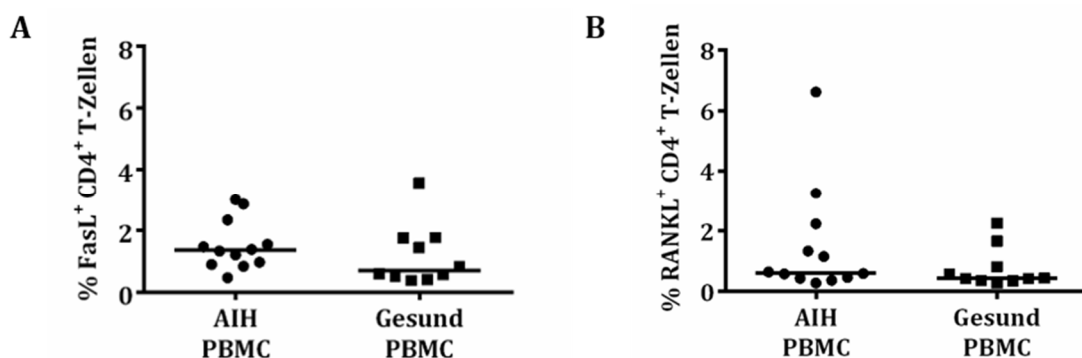 A
% FasL⁺ CD4⁺ T-Zellen
8
6
4
2
0
AIH
PBMC
Gesund
PBMC
B
% RANKL⁺ CD4⁺ T-Zellen
8
6
4
2
0
AIH
PBMC
Gesund
PBMC